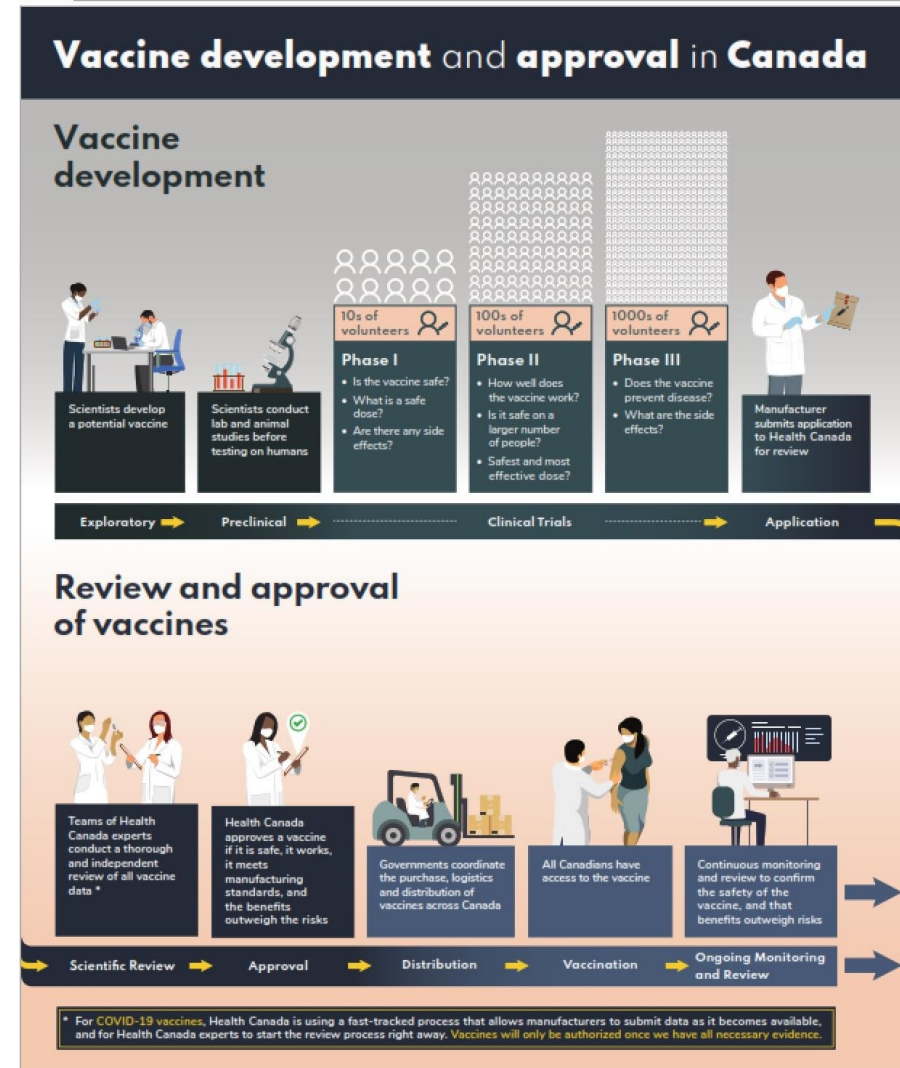 Vaccine development and approval in Canada
Vaccine
development
10s of
volunteers
Phase I
• Is the vaccine safe?
• What is a safe
dose?
• Are there any side
effects?
100s of
volunteers
Phase II
• How well does
the vaccine work?
• Is it safe on a
larger number
of people?
• Safest and most
effective dose?
1000s of
volunteers
Phase III
• Does the vaccine
prevent disease?
• What are the side
effects?
Scientists develop
a potential vaccine
Scientists conduct
lab and animal
studies before
testing on humans
Manufacturer
submits application
to Health Canada
for review
Exploratory
Preclinical
Clinical Trials
Application
Review and approval
of vaccines
Teams of Health
Canada experts
conduct a thorough
and independent
review of all vaccine
data *
Health Canada
approves a vaccine
if it is safe, it works,
it meets
manufacturing
standards, and
the benefits
outweigh the risks
Governments coordinate
the purchase, logistics
and distribution of
vaccines across Canada
All Canadians have
access to the vaccine
Continuous monitoring
and review to confirm
the safety of the
vaccine, and that
benefits outweigh risks
Scientific Review
Approval
Distribution
Vaccination
Ongoing Monitoring
and Review
* For COVID-19 vaccines, Health Canada is using a fast-tracked process that allows manufacturers to submit data as it becomes available,
and for Health Canada experts to start the review process right away. Vaccines will only be authorized once we have all necessary evidence.